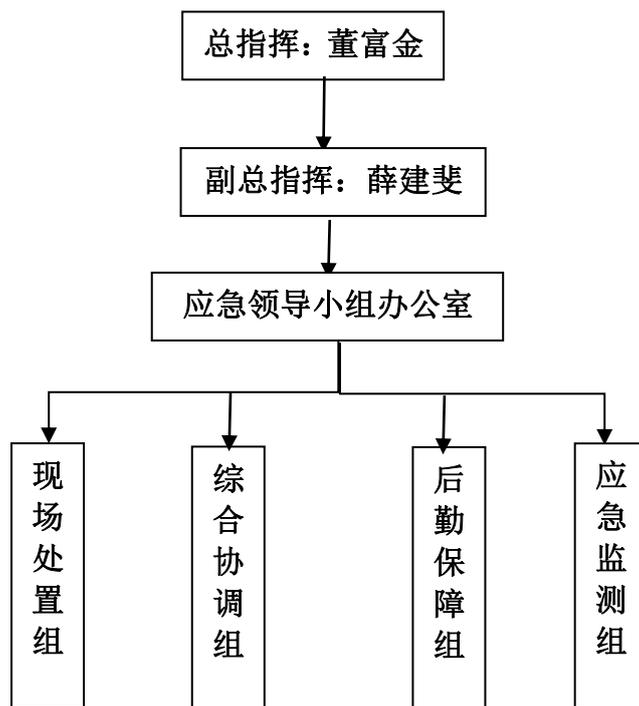 总指挥：董富金
副总指挥：薛建斐
应急领导小组办公室
现场处置组
综合协调组
后勤保障组
应急监测组